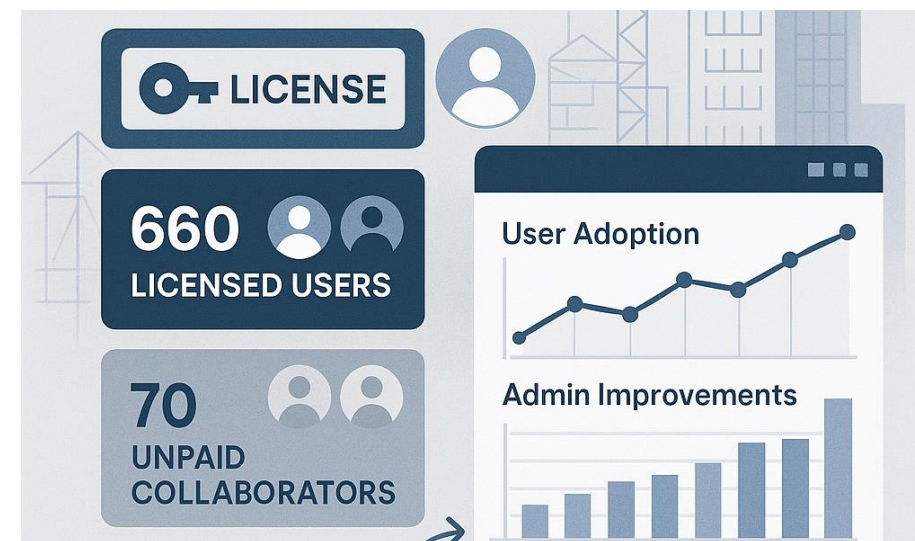 LICENSE
660
LICENSED USERS
70
UNPAID
COLLABORATORS
User Adoption
Admin Improvements